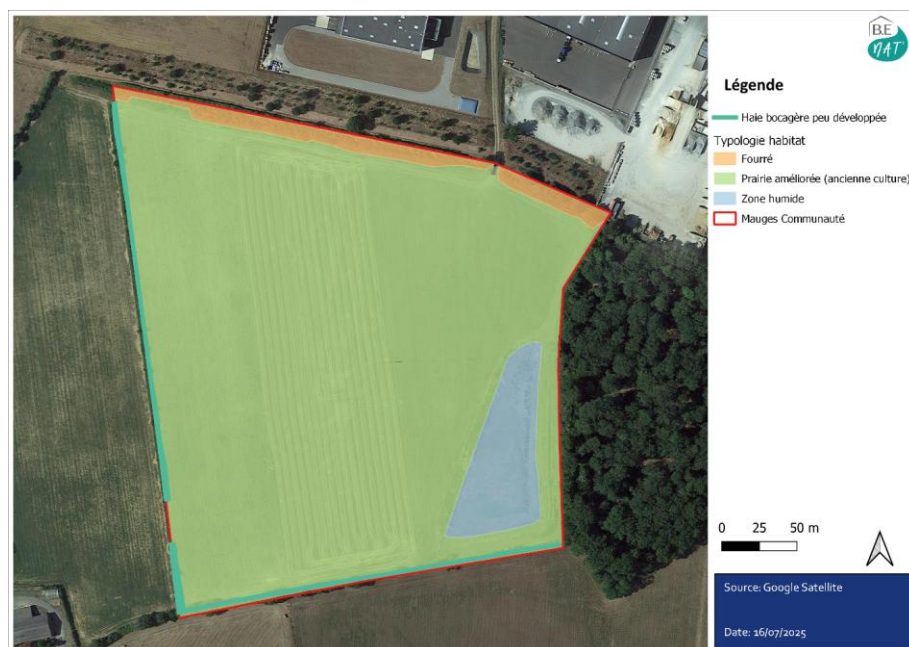 B.E
NAT'
Légende
Haie bocagère peu développée
Typologie habitat
Fourré
Prairie améliorée (ancienne culture)
Zone humide
Mauges Communauté
0 25 50 m
Source: Google Satellite
Date: 16/07/2025